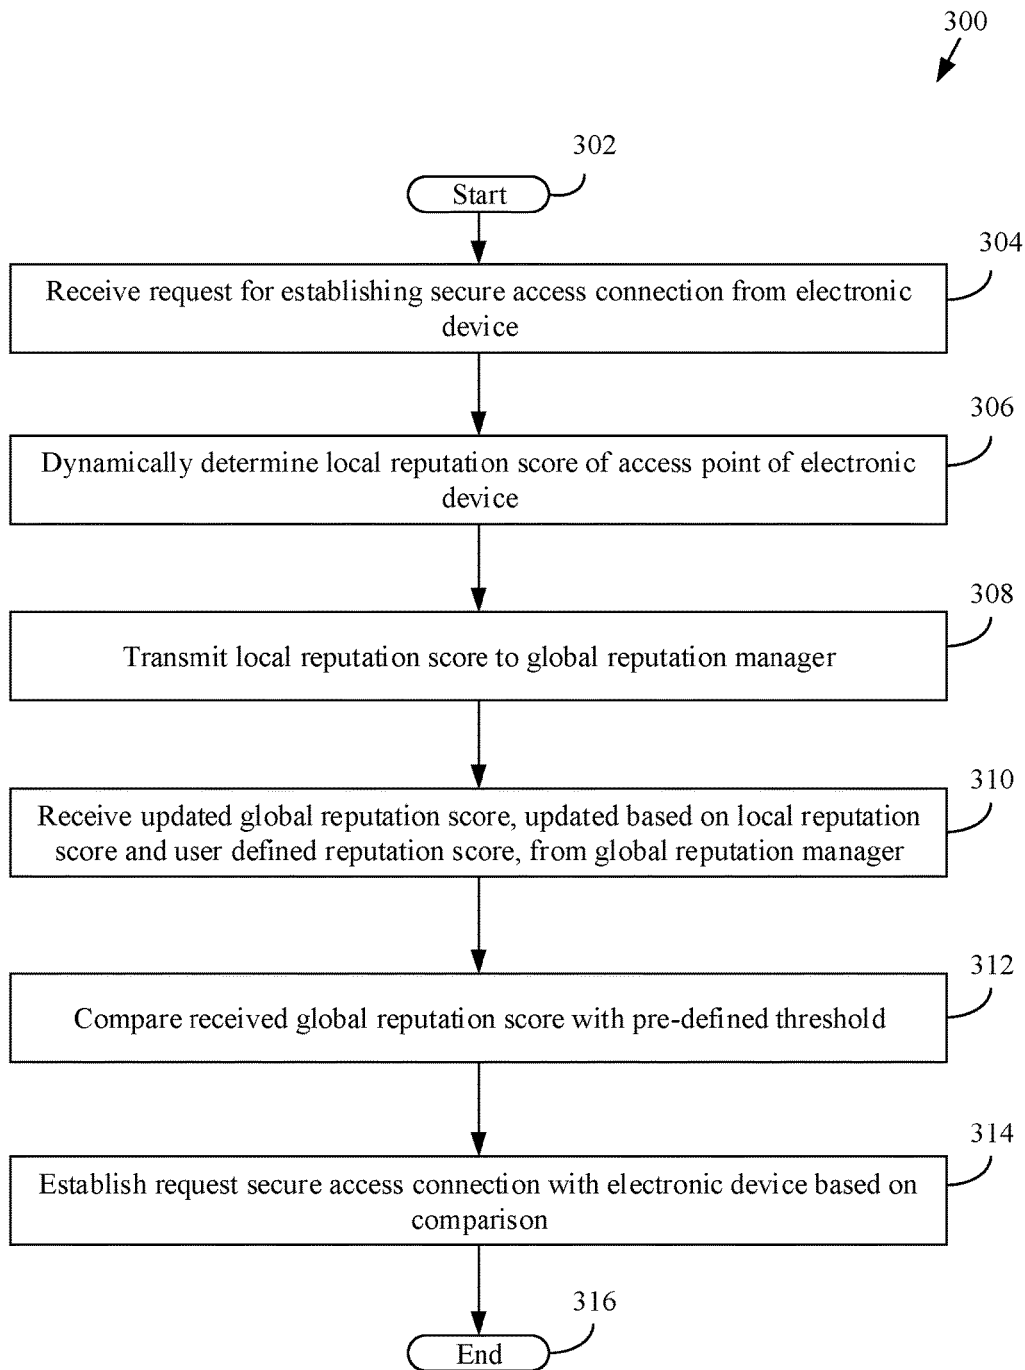 300
302
Start
304
Receive request for establishing secure access connection from electronic
device
306
Dynamically determine local reputation score of access point of electronic
device
308
Transmit local reputation score to global reputation manager
310
Receive updated global reputation score, updated based on local reputation
score and user defined reputation score, from global reputation manager
312
Compare received global reputation score with pre-defined threshold
314
Establish request secure access connection with electronic device based on
comparison
316
End